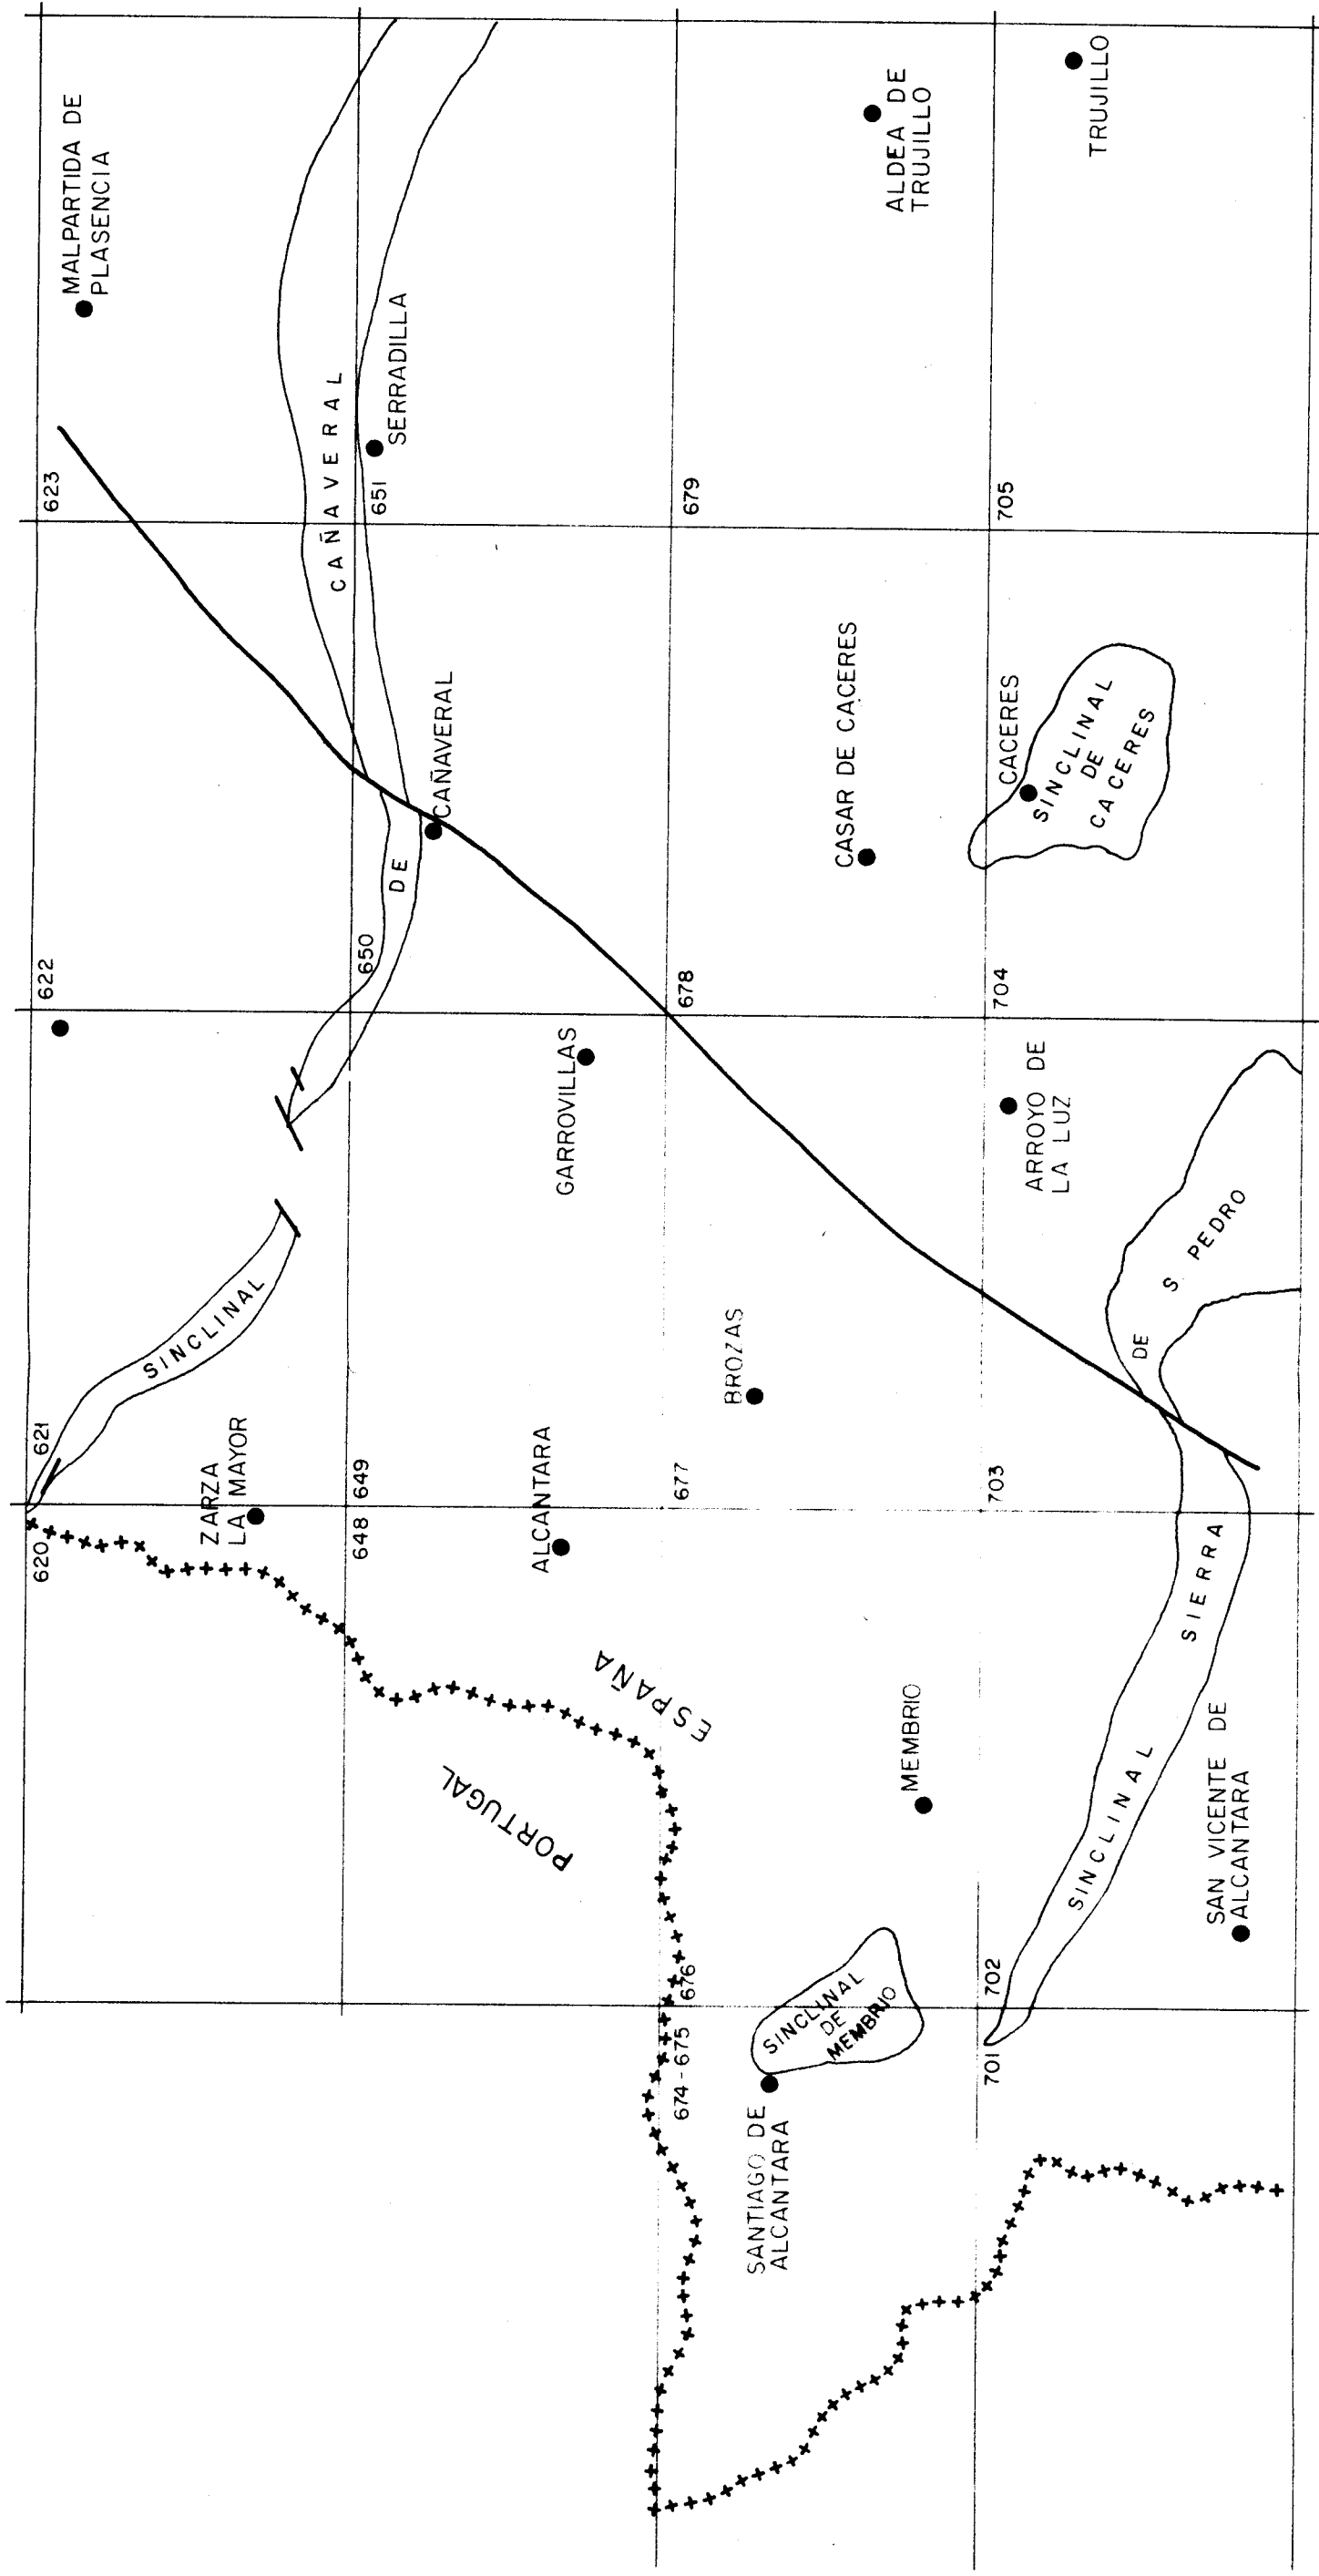 620 621 622 623
MALPARTIDA DE
PLASENCIA
ZARZA
LA MAYOR
SINCLINAL
DE
CAÑAVERAL
648 649 650 651
SERRADILLA
CAÑAVERAL
PORTUGAL
ESPAÑA
ALCANTARA
GARROVILLAS
674-675 676 677 678 679
BROZAS
SANTIAGO DE
ALCANTARA
SINCLINAL
DE
MEMBRIO
CASAR DE CACERES
ALDEA DE
TRUJILLO
MEMBRIO
701 702 703 704 705
CACERES
SINCLINAL
DE
CACERES
ARROYO DE
LA LUZ
TRUJILLO
SINCLINAL
SIERRA
DE
S. PEDRO
SAN VICENTE DE
ALCANTARA